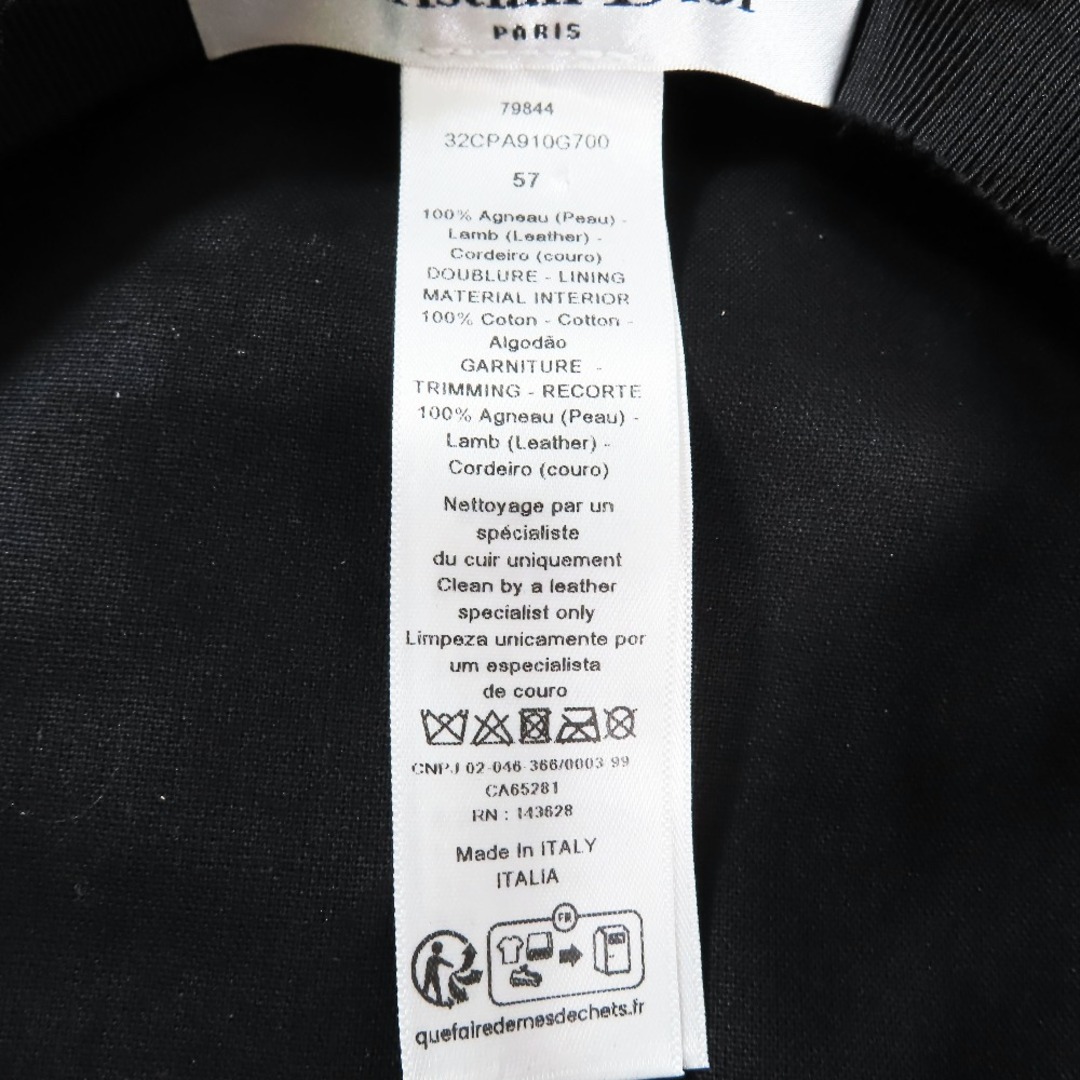 PARIS
79844
32CPA910G700
57
100% Agneau (Peau) -
Lamb (Leather) -
Cordeiro (couro)
DOUBLURE - LINING
MATERIAL INTERIOR
100% Coton - Cotton -
Algodão
GARNITURE -
TRIMMING - RECORTE
100% Agneau (Peau) -
Lamb (Leather) -
Cordeiro (couro)
Nettoyage par un
spécialiste
du cuir uniquement
Clean by a leather
specialist only
Limpeza unicamente por
um especialista
de couro
CNPJ 02-046-366/0003-99
CA65281
RN : 143628
Made In ITALY
ITALIA
FR
quefairedemesdechets.fr